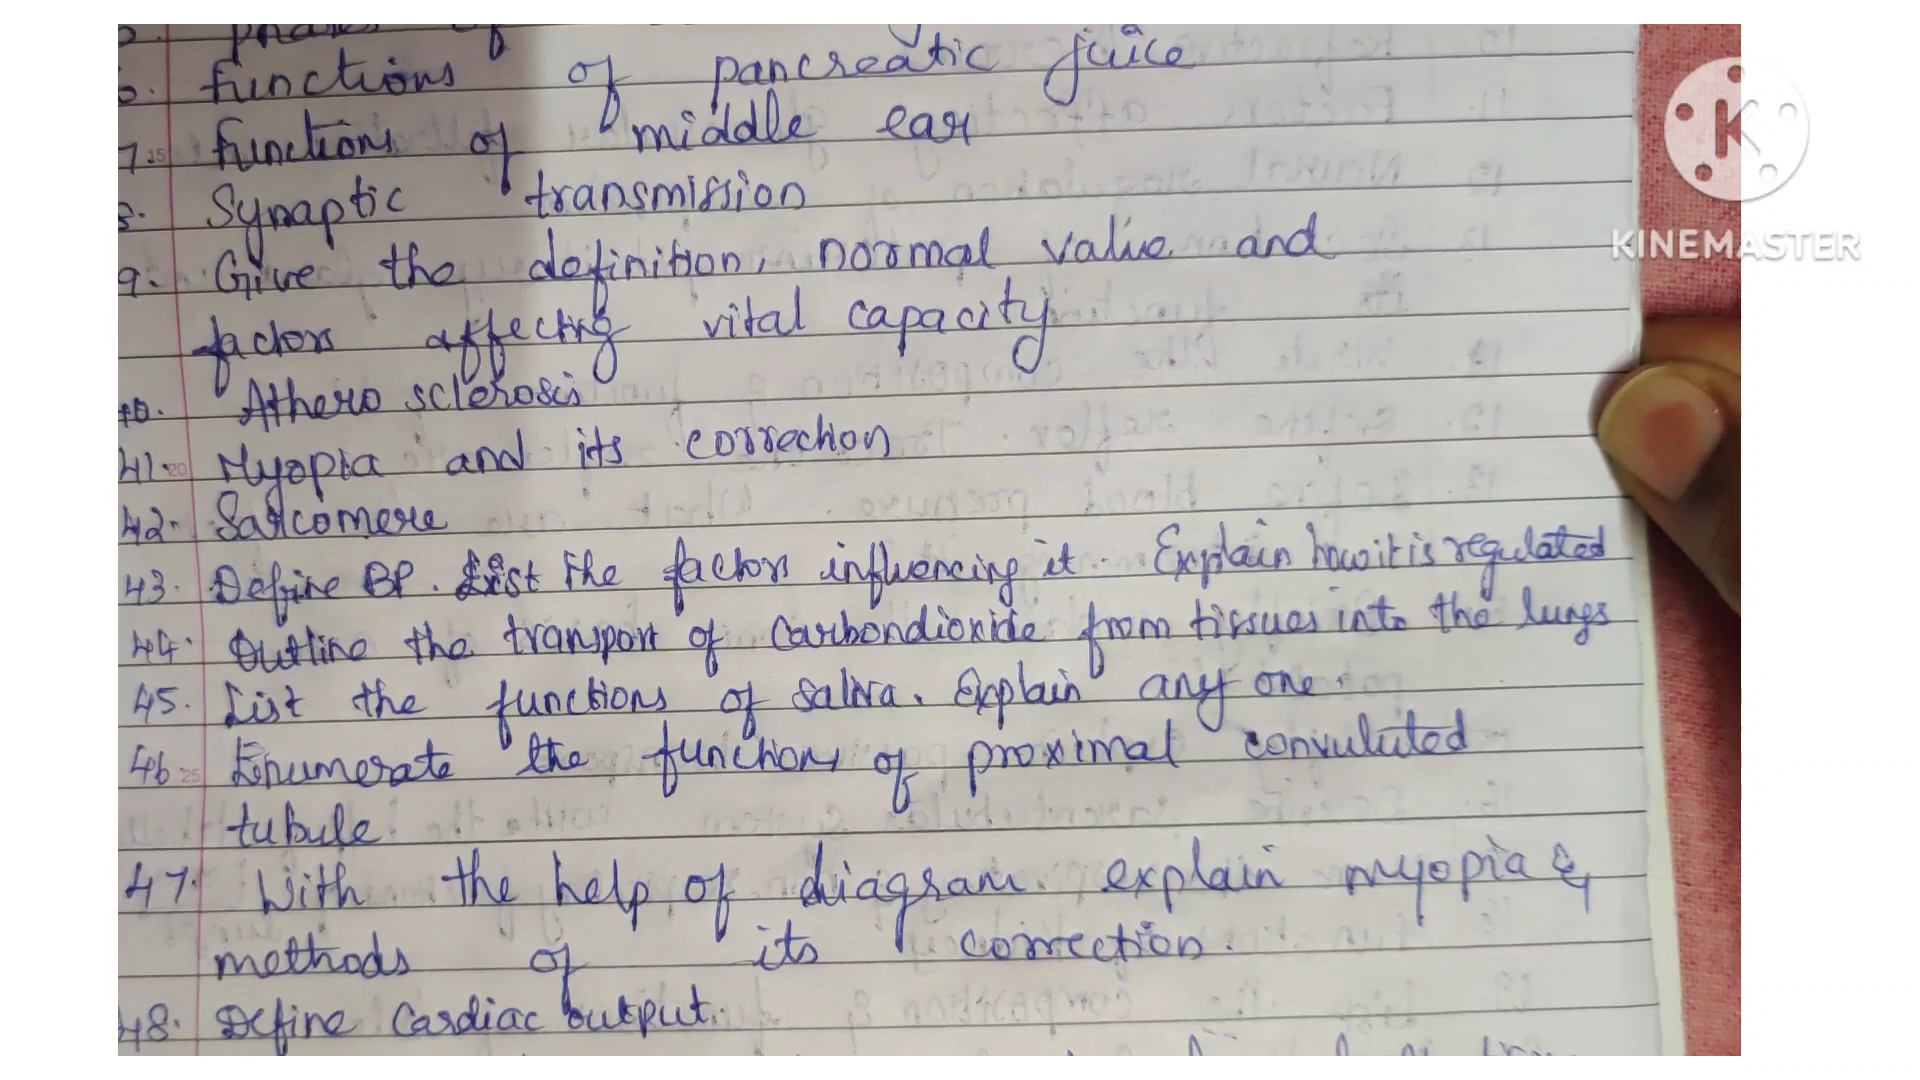 phases of
6. functions of pancreatic juice
7. functions of middle ear
8. Synaptic transmission
9. Give the definition, normal value and
factors affecting vital capacity
10. Athero sclerosis
41. Myopia and its correction
42. Sarcomere
43. Define BP. List the factors influencing it. Explain how it is regulated
44. Outline the transport of Carbondioxide from tissues into the lungs
45. List the functions of Saliva. Explain any one.
46. Enumerate the functions of proximal convuluted
tubule.
47. With the help of diagram. explain myopia &
methods of its correction.
48. Define Cardiac output.
K
KINEMASTER